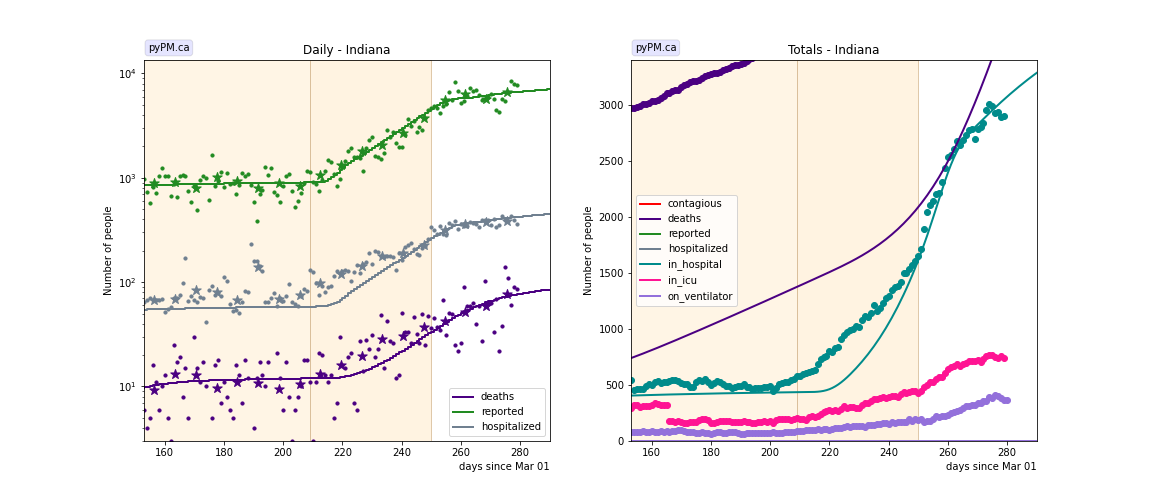 pyPM.ca
Daily - Indiana
Number of people
10⁴
10³
10²
10¹
160 180 200 220 240 260 280
days since Mar 01
deaths
reported
hospitalized
pyPM.ca
Totals - Indiana
Number of people
3000
2500
2000
1500
1000
500
0
contagious
deaths
reported
hospitalized
in_hospital
in_icu
on_ventilator
160 180 200 220 240 260 280
days since Mar 01